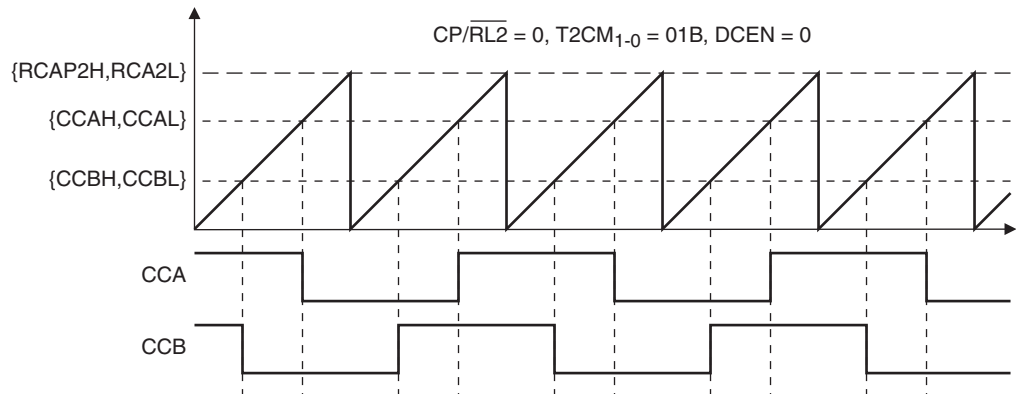 CP/RL2 = 0, T2CM1-0 = 01B, DCEN = 0
{RCAP2H,RCA2L}
{CCAH,CCAL}
{CCBH,CCBL}
CCA
CCB